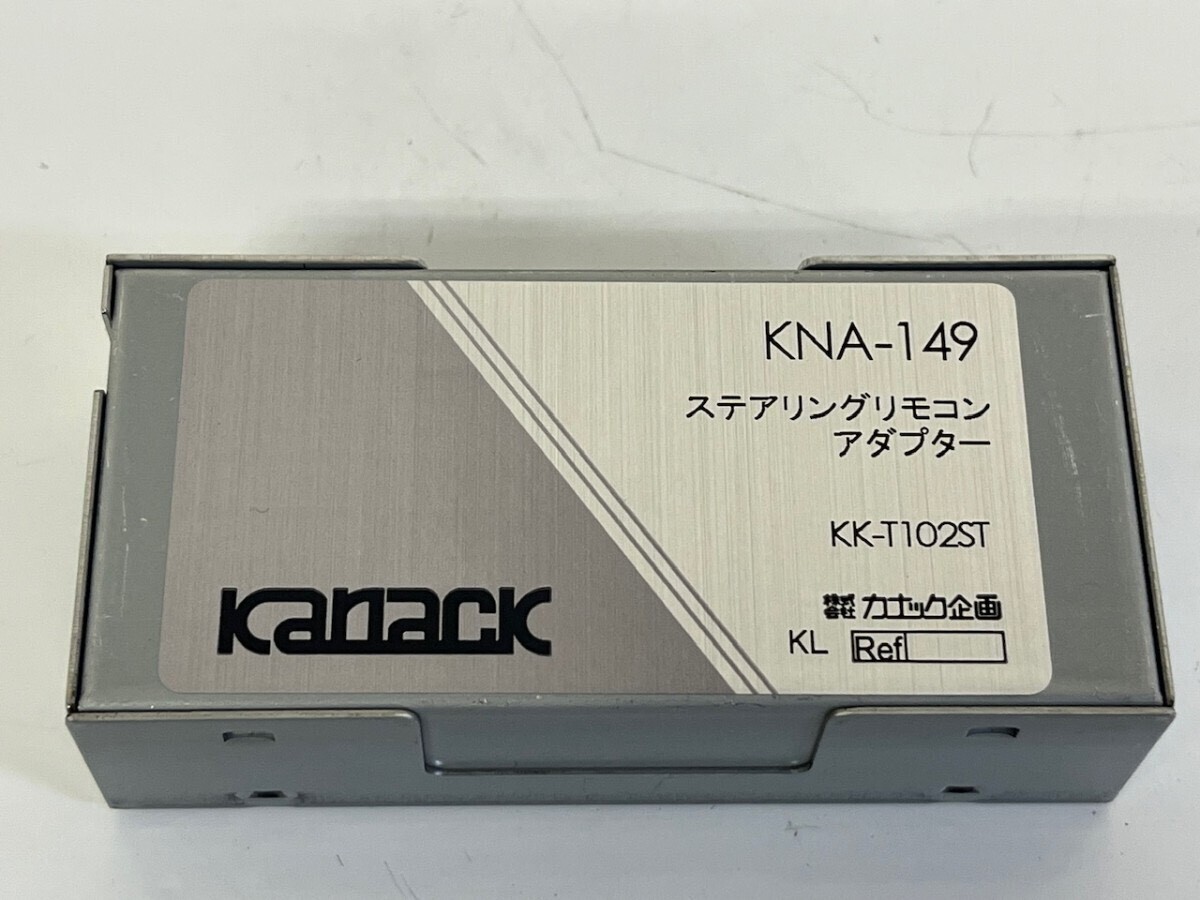 KNA-149
ステアリングリモコン
アダプター
KK-T102ST
Kanack
株式会社 カナック企画
KL Ref